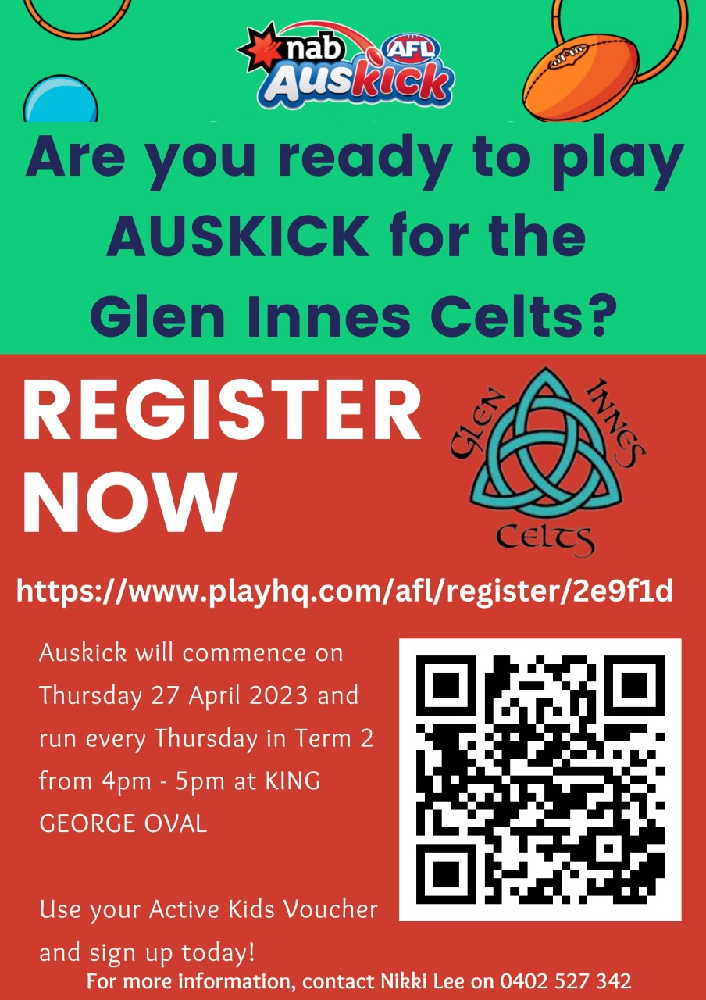 nab AFL
Auskick
Are you ready to play
AUSKICK for the
Glen Innes Celts?
REGISTER
NOW
GLEN INNES
CELTS
https://www.playhq.com/afl/register/2e9f1d
Auskick will commence on
Thursday 27 April 2023 and
run every Thursday in Term 2
from 4pm - 5pm at KING
GEORGE OVAL
Use your Active Kids Voucher
and sign up today!
For more information, contact Nikki Lee on 0402 527 342